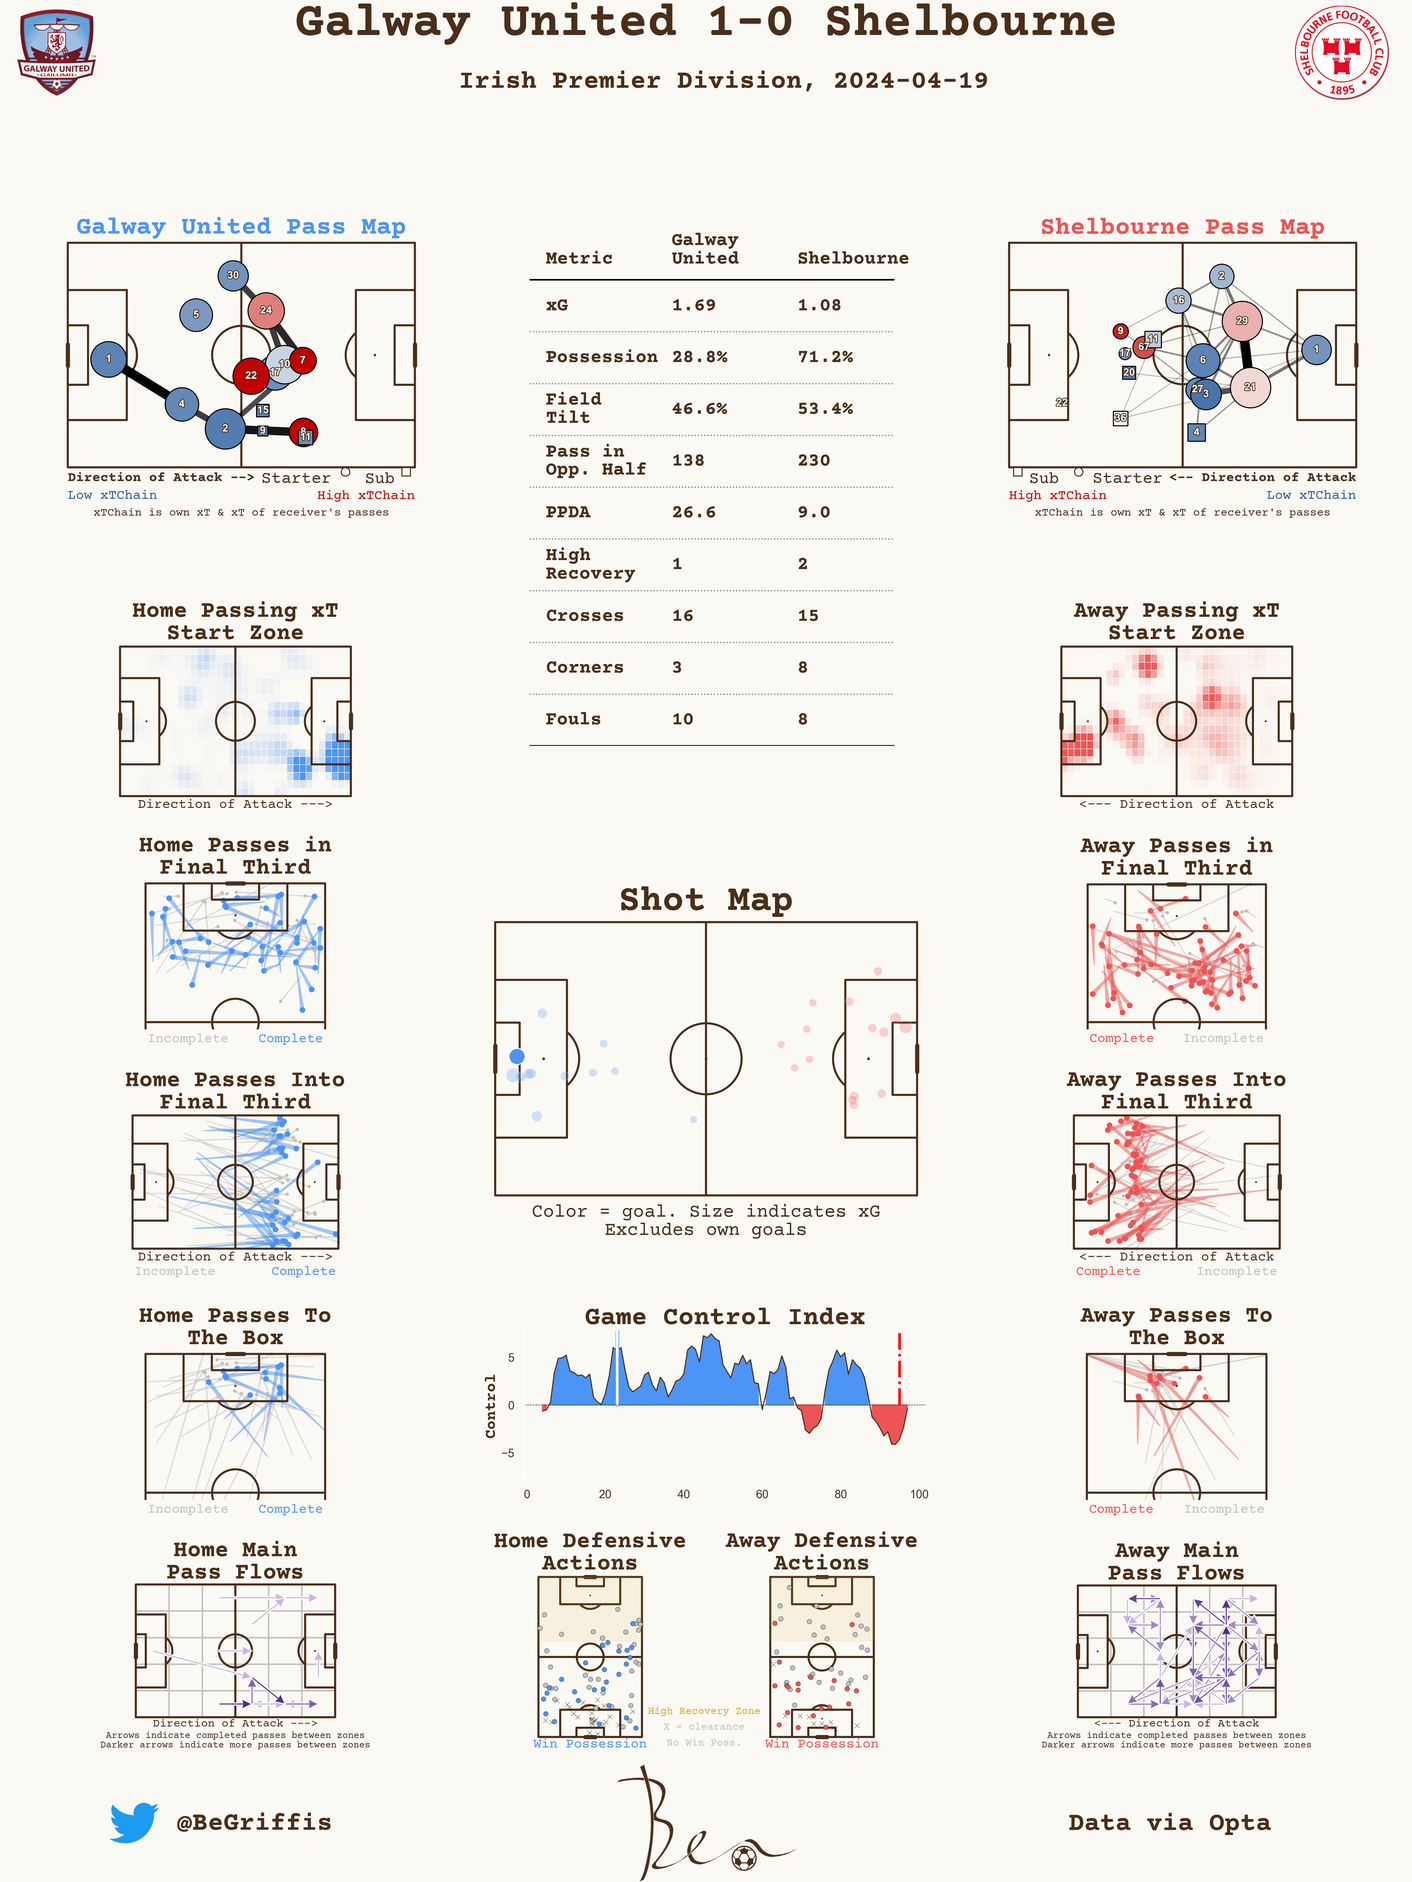 Galway United 1-0 Shelbourne
Irish Premier Division, 2024-04-19
GALWAY UNITED
GAILLIMH
SHELBOURNE FOOTBALL CLUB
1895
Galway United Pass Map
30
5
24
1
10
7
17
22
4
15
2
9
8
11
Direction of Attack --> Starter Sub
Low xTChain High xTChain
xTChain is own xT & xT of receiver's passes
Metric Galway United Shelbourne
xG 1.69 1.08
Possession 28.8% 71.2%
Field Tilt 46.6% 53.4%
Pass in Opp. Half 138 230
PPDA 26.6 9.0
High Recovery 1 2
Crosses 16 15
Corners 3 8
Fouls 10 8
Shelbourne Pass Map
2
16
29
9
11
67
17
1
6
20
27
3
21
22
36
4
Sub Starter <-- Direction of Attack
High xTChain Low xTChain
xTChain is own xT & xT of receiver's passes
Home Passing xT
Start Zone
Direction of Attack --->
Away Passing xT
Start Zone
<--- Direction of Attack
Home Passes in
Final Third
Incomplete Complete
Away Passes in
Final Third
Complete Incomplete
Shot Map
Color = goal. Size indicates xG
Excludes own goals
Home Passes Into
Final Third
Direction of Attack --->
Incomplete Complete
Away Passes Into
Final Third
<--- Direction of Attack
Complete Incomplete
Home Passes To
The Box
Incomplete Complete
Game Control Index
Control
5
0
−5
0 20 40 60 80 100
Away Passes To
The Box
Complete Incomplete
Home Main
Pass Flows
Direction of Attack --->
Arrows indicate completed passes between zones
Darker arrows indicate more passes between zones
Home Defensive
Actions
Win Possession
High Recovery Zone
X = clearance
No Win Poss.
Away Defensive
Actions
Win Possession
Away Main
Pass Flows
<--- Direction of Attack
Arrows indicate completed passes between zones
Darker arrows indicate more passes between zones
@BeGriffis
Ben
Data via Opta